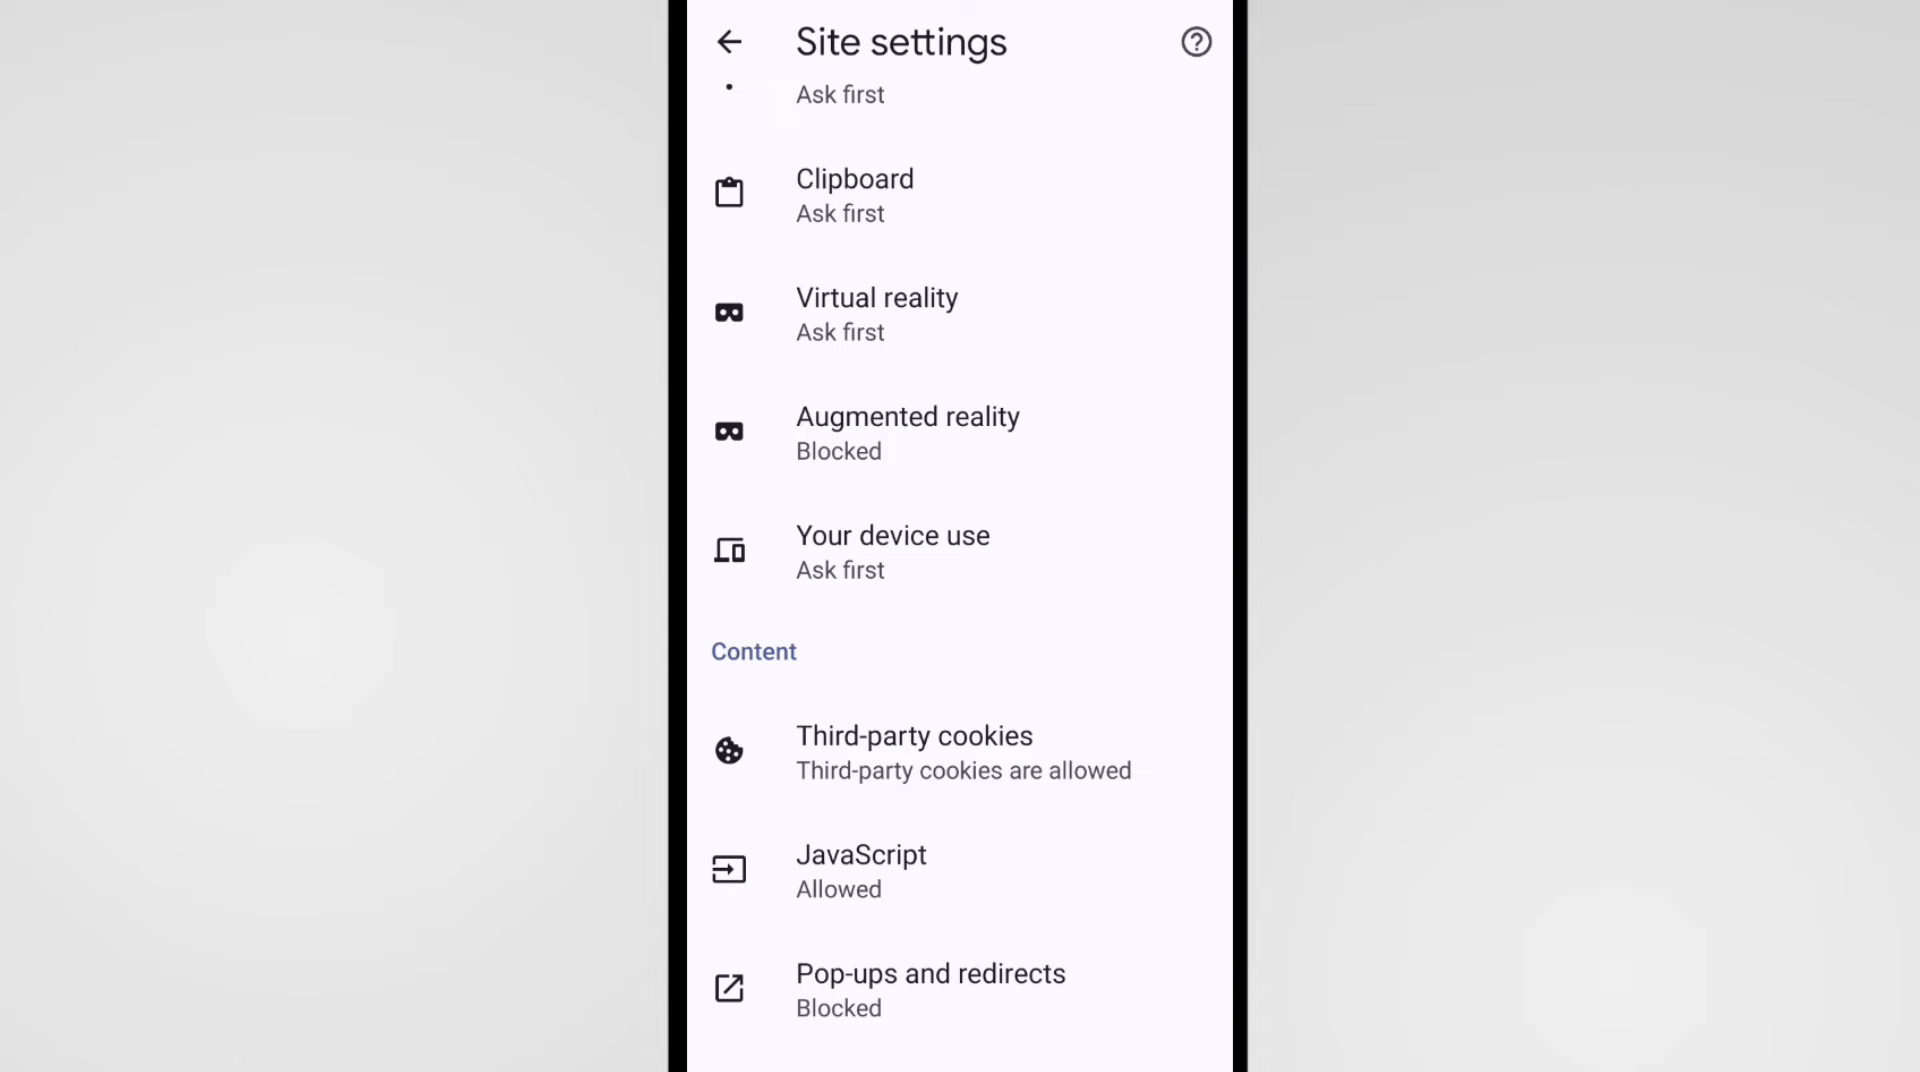 Site settings
Ask first
Clipboard
Ask first
Virtual reality
Ask first
Augmented reality
Blocked
Your device use
Ask first
Content
Third-party cookies
Third-party cookies are allowed
JavaScript
Allowed
Pop-ups and redirects
Blocked